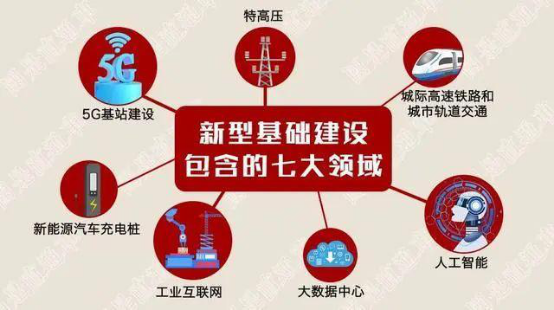 特高压
5G
5G基站建设
城际高速铁路和
城市轨道交通
新型基础建设
包含的七大领域
新能源汽车充电桩
工业互联网
大数据中心
人工智能